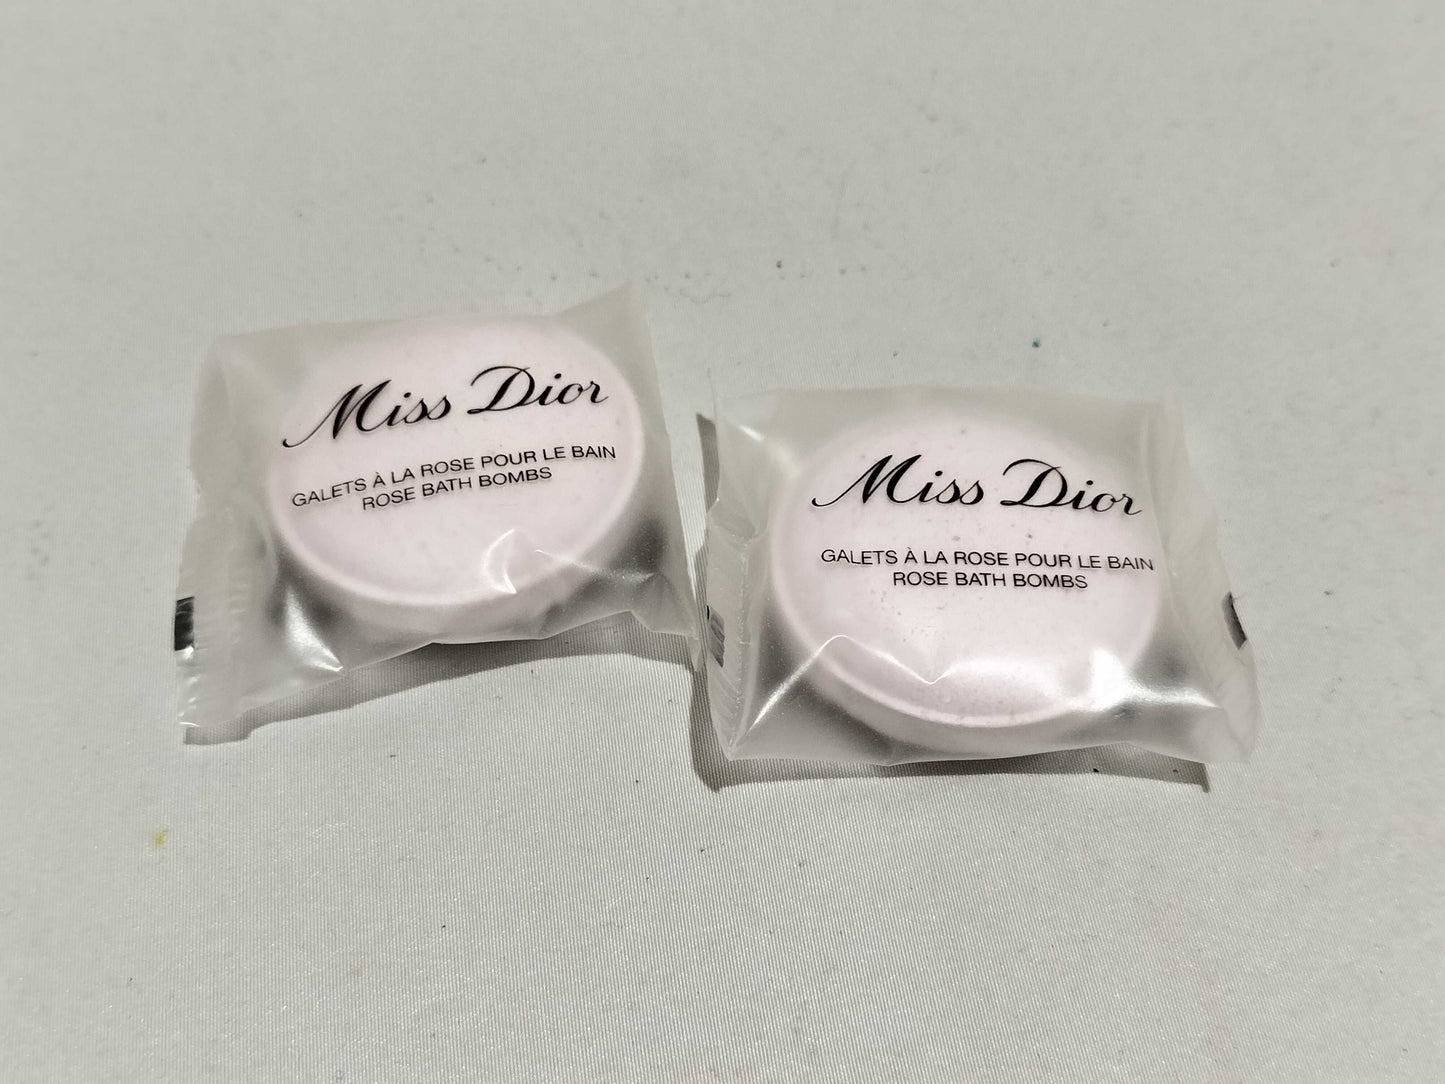 Miss Dior
GALETS À LA ROSE POUR LE BAIN
ROSE BATH BOMBS
Miss Dior
GALETS À LA ROSE POUR LE BAIN
ROSE BATH BOMBS